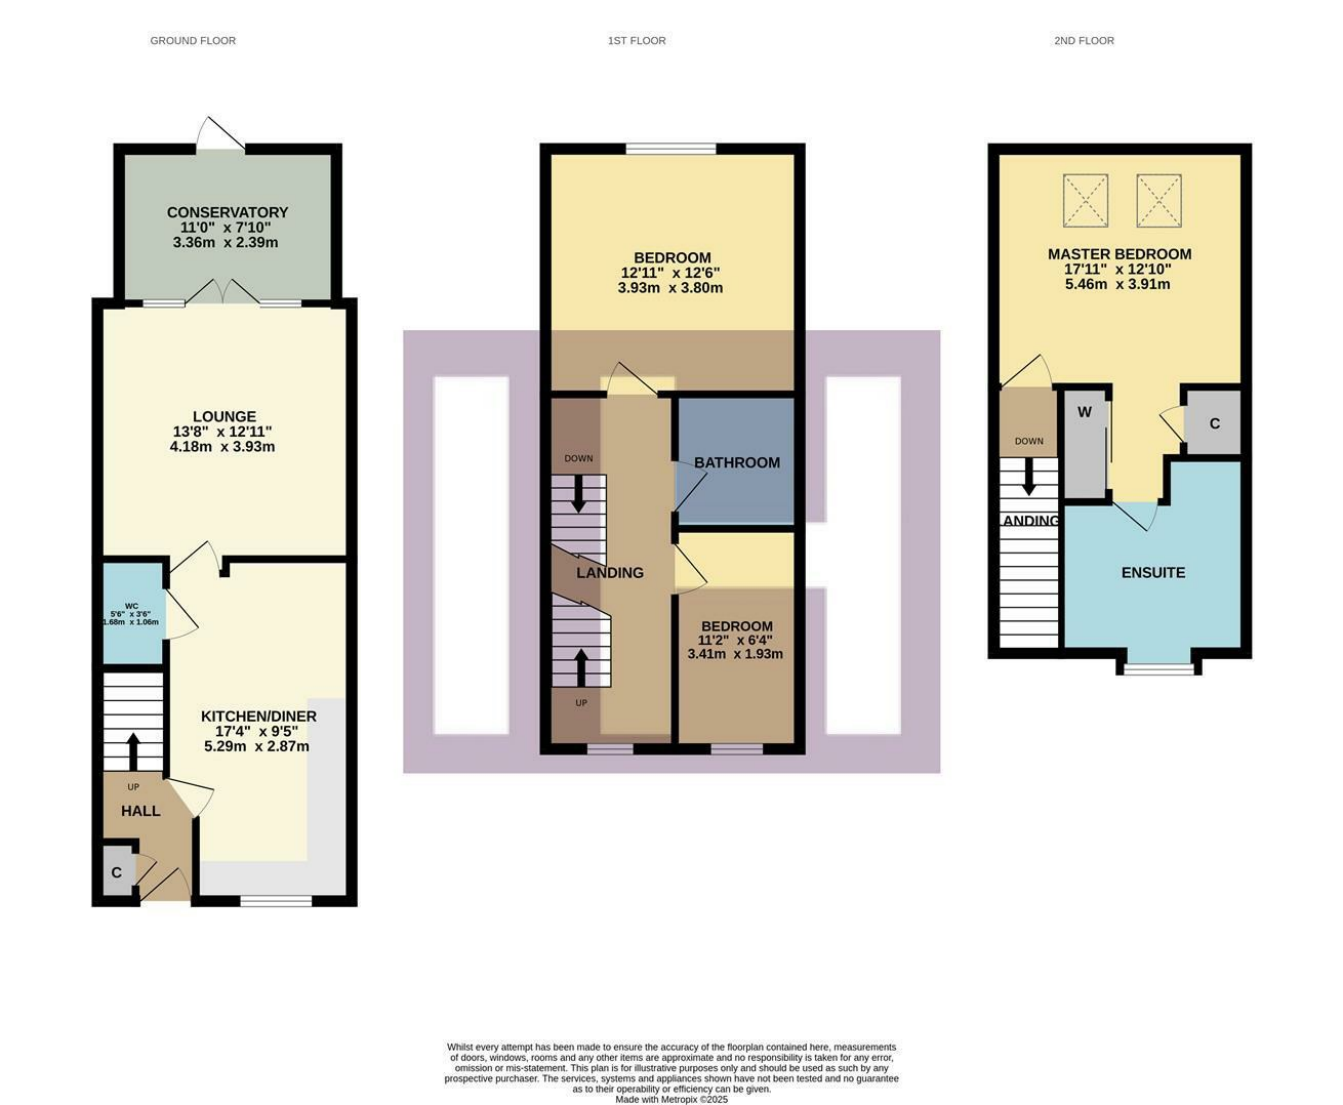 GROUND FLOOR
CONSERVATORY
11'0" x 7'10"
3.36m x 2.39m
LOUNGE
13'8" x 12'11"
4.18m x 3.93m
WC
5'6" x 3'6"
1.68m x 1.06m
KITCHEN/DINER
17'4" x 9'5"
5.29m x 2.87m
UP
HALL
C
1ST FLOOR
BEDROOM
12'11" x 12'6"
3.93m x 3.80m
DOWN
BATHROOM
LANDING
BEDROOM
11'2" x 6'4"
3.41m x 1.93m
UP
2ND FLOOR
MASTER BEDROOM
17'11" x 12'10"
5.46m x 3.91m
W
C
DOWN
LANDING
ENSUITE
Whilst every attempt has been made to ensure the accuracy of the floorplan contained here, measurements
of doors, windows, rooms and any other items are approximate and no responsibility is taken for any error,
omission or mis-statement. This plan is for illustrative purposes only and should be used as such by any
prospective purchaser. The services, systems and appliances shown have not been tested and no guarantee
as to their operability or efficiency can be given.
Made with Metropix ©2025